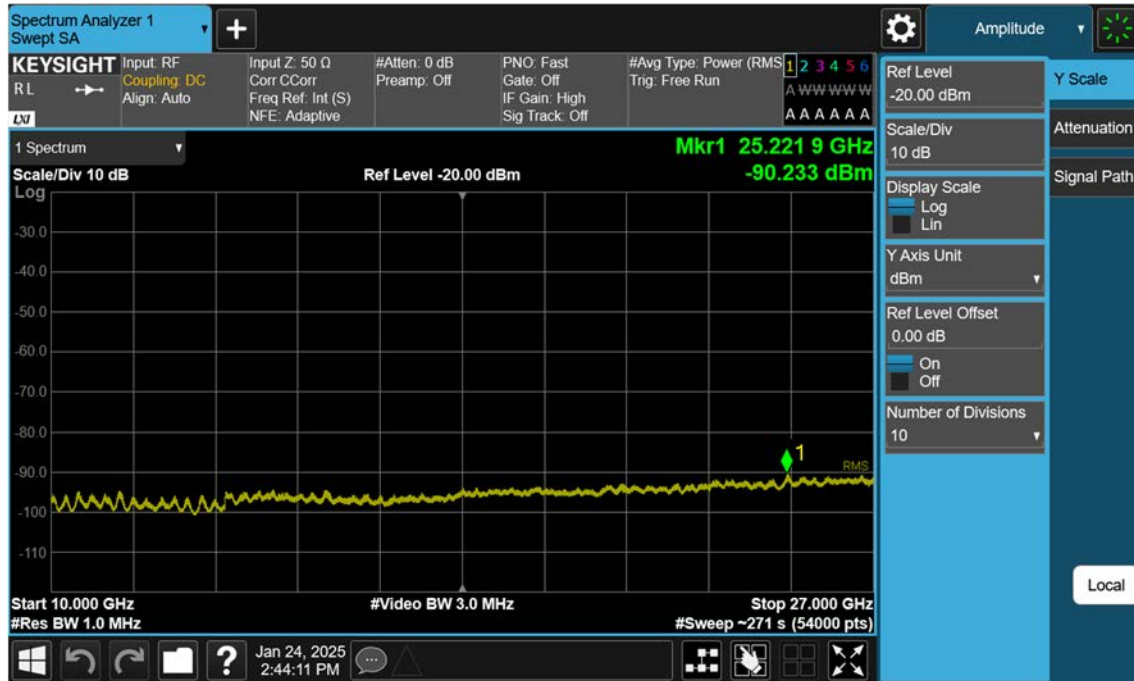 Spectrum Analyzer 1
Swept SA
+
Amplitude
KEYSIGHT
RL
LXI
Input: RF
Coupling: DC
Align: Auto
Input Z: 50 Ω
Corr CCorr
Freq Ref: Int (S)
NFE: Adaptive
#Atten: 0 dB
Preamp: Off
PNO: Fast
Gate: Off
IF Gain: High
Sig Track: Off
#Avg Type: Power (RMS
Trig: Free Run
1 2 3 4 5 6
A W W W W W
A A A A A A
1 Spectrum
Mkr1 25.221 9 GHz
Scale/Div 10 dB
Ref Level -20.00 dBm
-90.233 dBm
Log
-30.0
-40.0
-50.0
-60.0
-70.0
-80.0
-90.0
-100
-110
1
RMS
Start 10.000 GHz
#Video BW 3.0 MHz
Stop 27.000 GHz
#Res BW 1.0 MHz
#Sweep ~271 s (54000 pts)
Ref Level
-20.00 dBm
Scale/Div
10 dB
Display Scale
Log
Lin
Y Axis Unit
dBm
Ref Level Offset
0.00 dB
On
Off
Number of Divisions
10
Y Scale
Attenuation
Signal Path
Local
?
Jan 24, 2025
2:44:11 PM